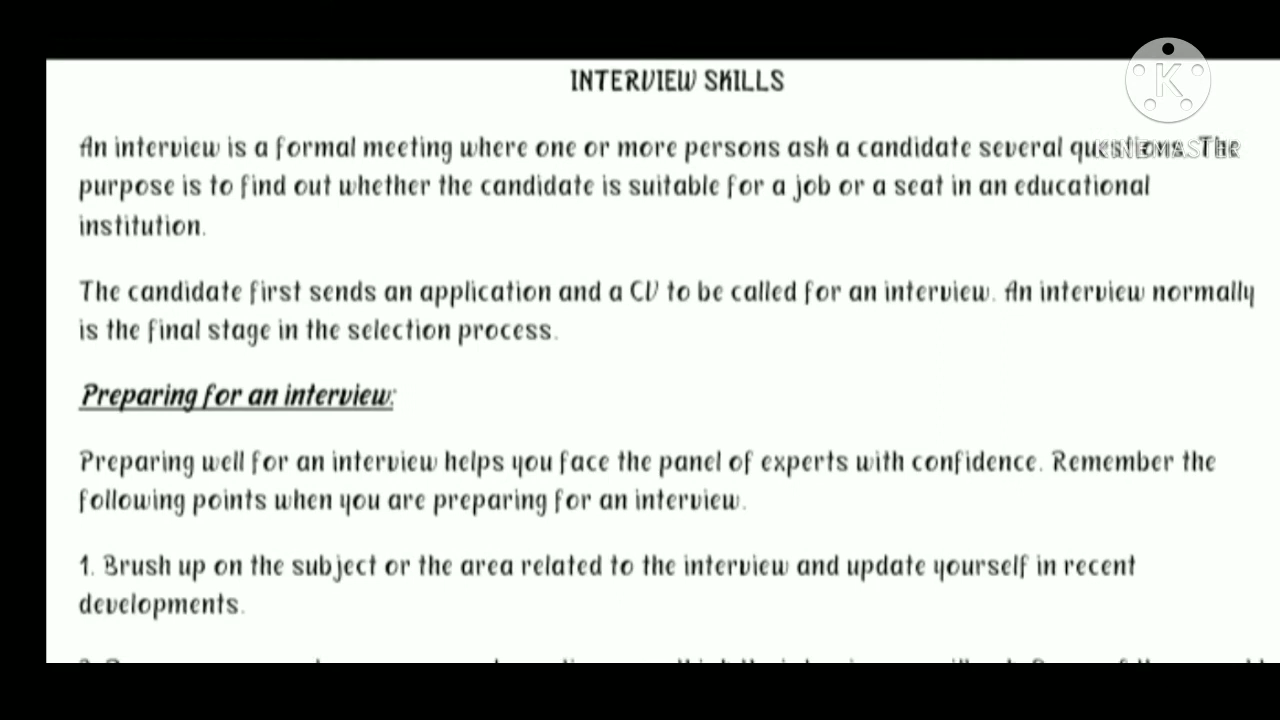 INTERVIEW SKILLS
An interview is a formal meeting where one or more persons ask a candidate several questions. The
purpose is to find out whether the candidate is suitable for a job or a seat in an educational
institution.
The candidate first sends an application and a CV to be called for an interview. An interview normally
is the final stage in the selection process.
Preparing for an interview:
Preparing well for an interview helps you face the panel of experts with confidence. Remember the
following points when you are preparing for an interview.
1. Brush up on the subject or the area related to the interview and update yourself in recent
developments.
K
KINEMASTER